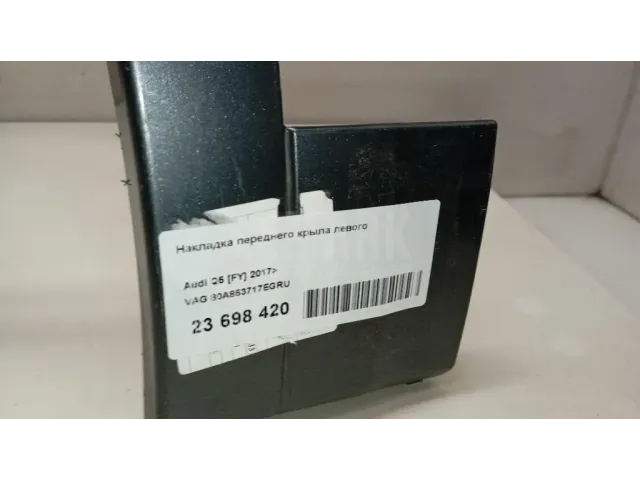 Накладка переднего крыла левого
Audi Q5 [FY] 2017>
VAG 80A853717EGRU
23 698 420